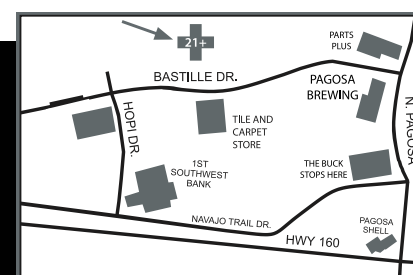 21+
PARTS
PLUS
BASTILLE DR.
PAGOSA
BREWING
N. PAGOSA
HOPI DR.
TILE AND
CARPET
STORE
1ST
SOUTHWEST
BANK
THE BUCK
STOPS HERE
NAVAJO TRAIL DR.
PAGOSA
SHELL
HWY 160